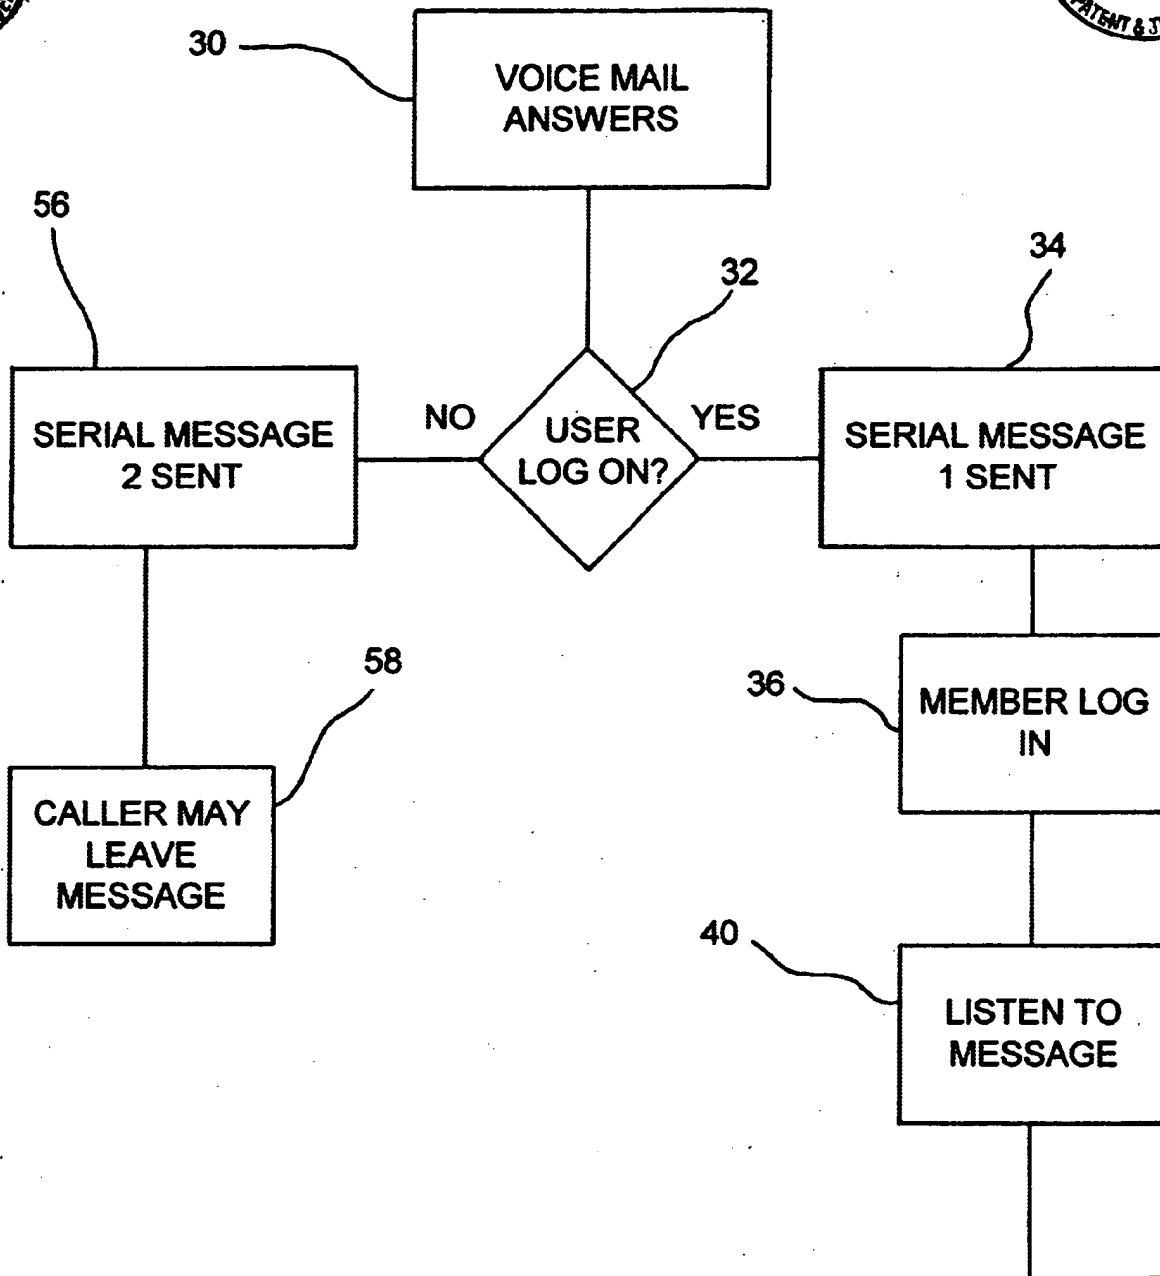 30
VOICE MAIL
ANSWERS
56
32
34
SERIAL MESSAGE
2 SENT
NO
USER
LOG ON?
YES
SERIAL MESSAGE
1 SENT
58
36
MEMBER LOG
IN
CALLER MAY
LEAVE
MESSAGE
40
LISTEN TO
MESSAGE
PATENT &